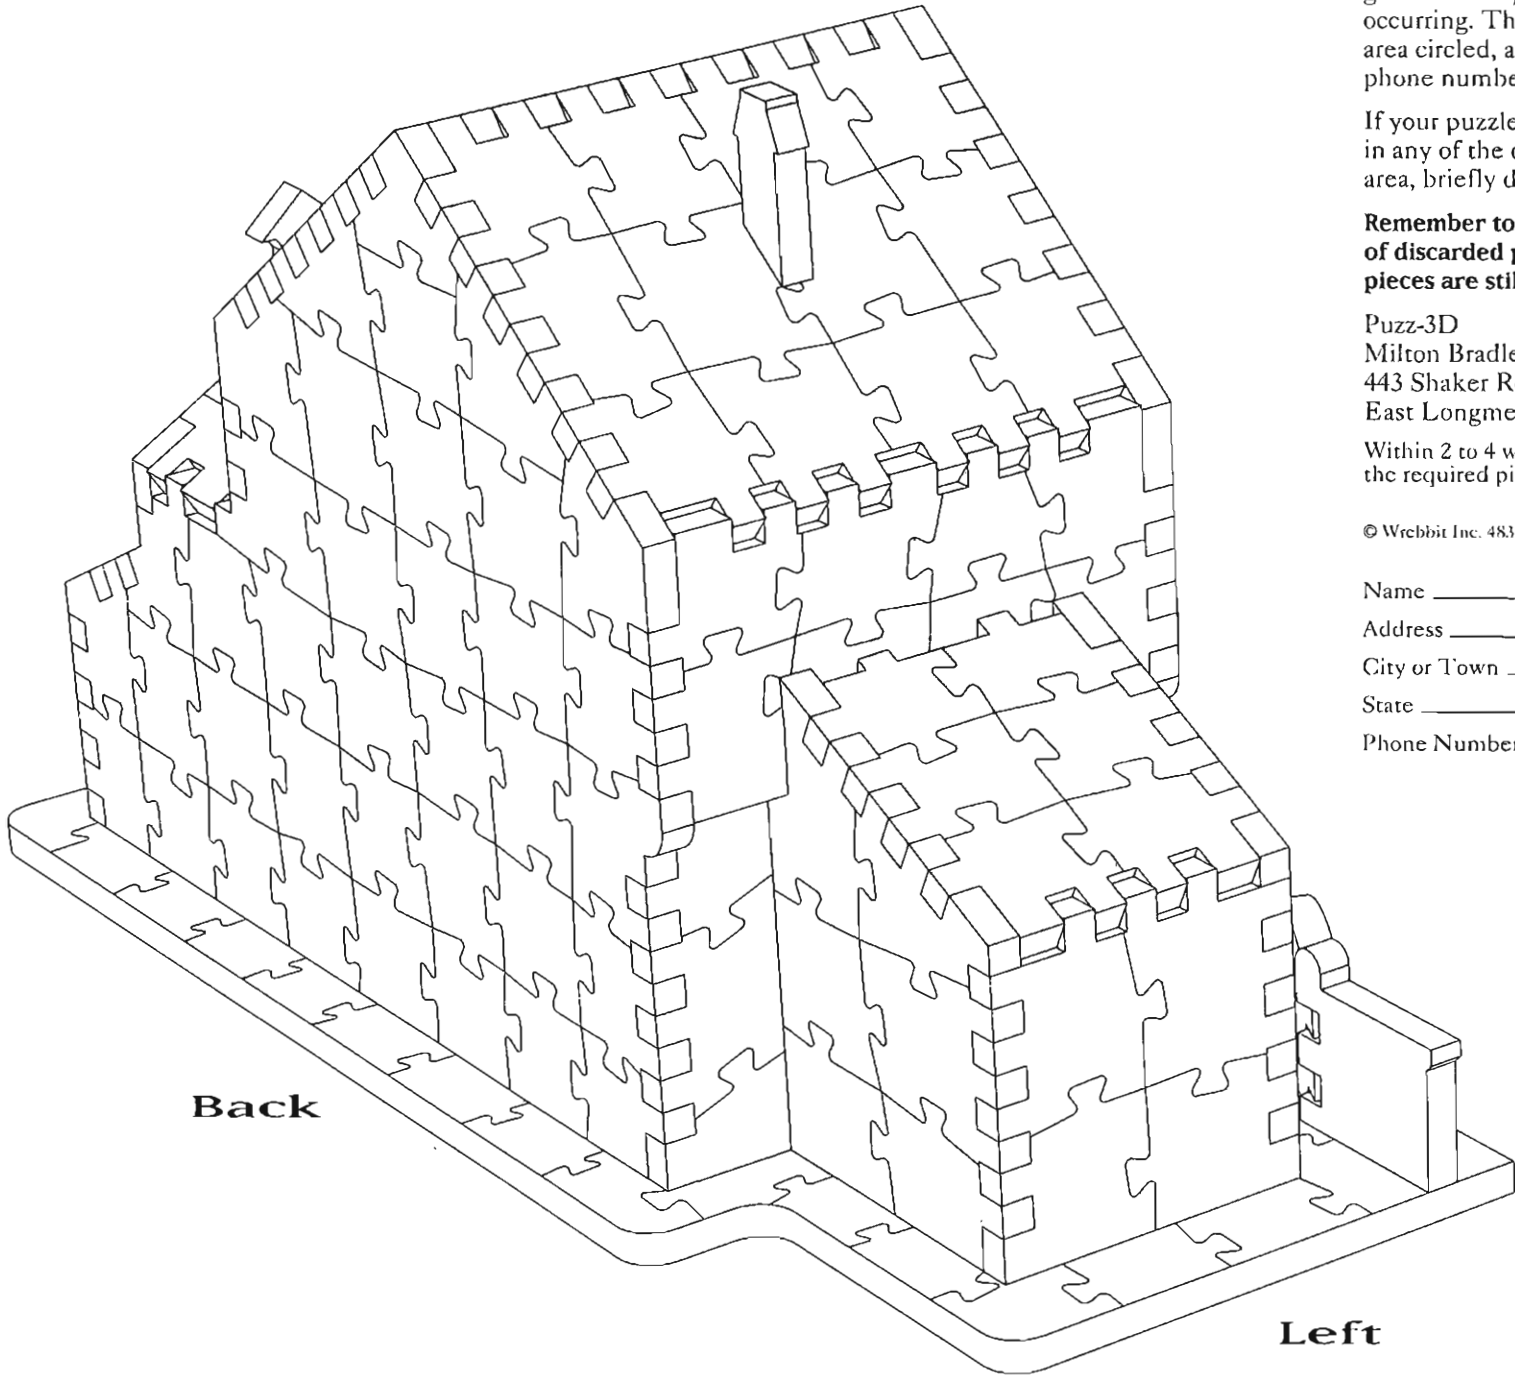 occurring. Th
area circled, a
phone numbe
If your puzzle
in any of the
area, briefly d
Remember to
of discarded p
pieces are stil
Puzz-3D
Milton Bradle
443 Shaker R
East Longme
Within 2 to 4 w
the required pi
© Wrebbit Inc. 483
Name
Address
City or Town
State
Phone Number
Back
Left